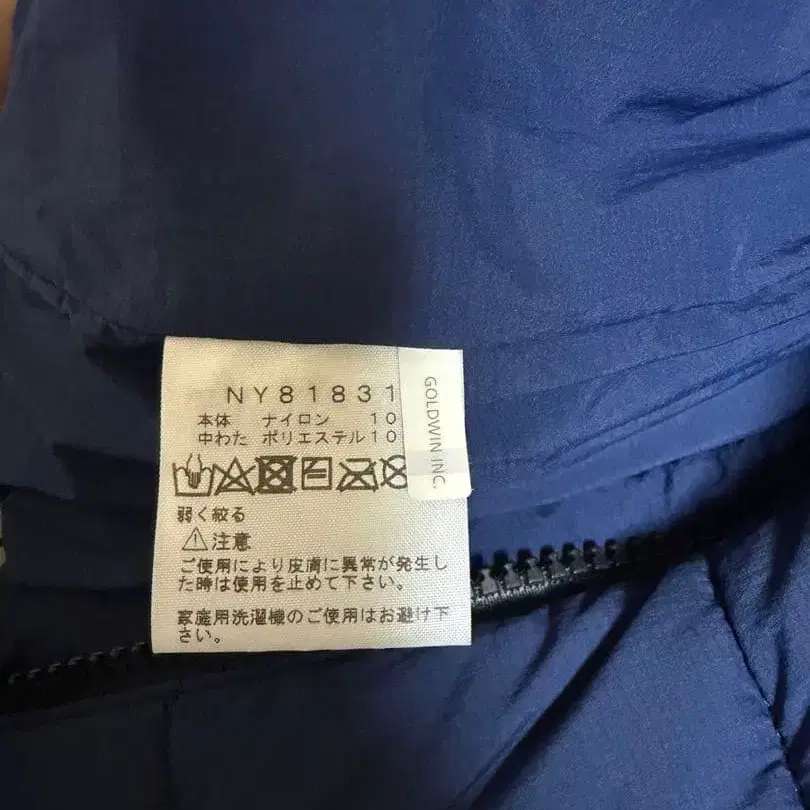 NY81831
本体 ナイロン 10
中わた ポリエステル10
GOLDWIN INC.
弱く絞る
注意
ご使用により皮膚に異常が発生し
た時は使用を止めて下さい。
家庭用洗濯機のご使用はお避け下
さい。